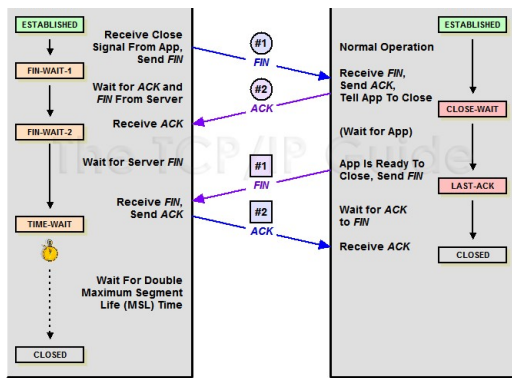 ESTABLISHED
Receive Close
Signal From App,
Send FIN
FIN-WAIT-1
Wait for ACK and
FIN From Server
Receive ACK
FIN-WAIT-2
Wait for Server FIN
Receive FIN,
Send ACK
TIME-WAIT
Wait For Double
Maximum Segment
Life (MSL) Time
CLOSED
#1
FIN
#2
ACK
#1
FIN
#2
ACK
The TCP/IP Guide
ESTABLISHED
Normal Operation
Receive FIN,
Send ACK,
Tell App To Close
CLOSE-WAIT
(Wait for App)
App Is Ready To
Close, Send FIN
LAST-ACK
Wait for ACK
to FIN
Receive ACK
CLOSED